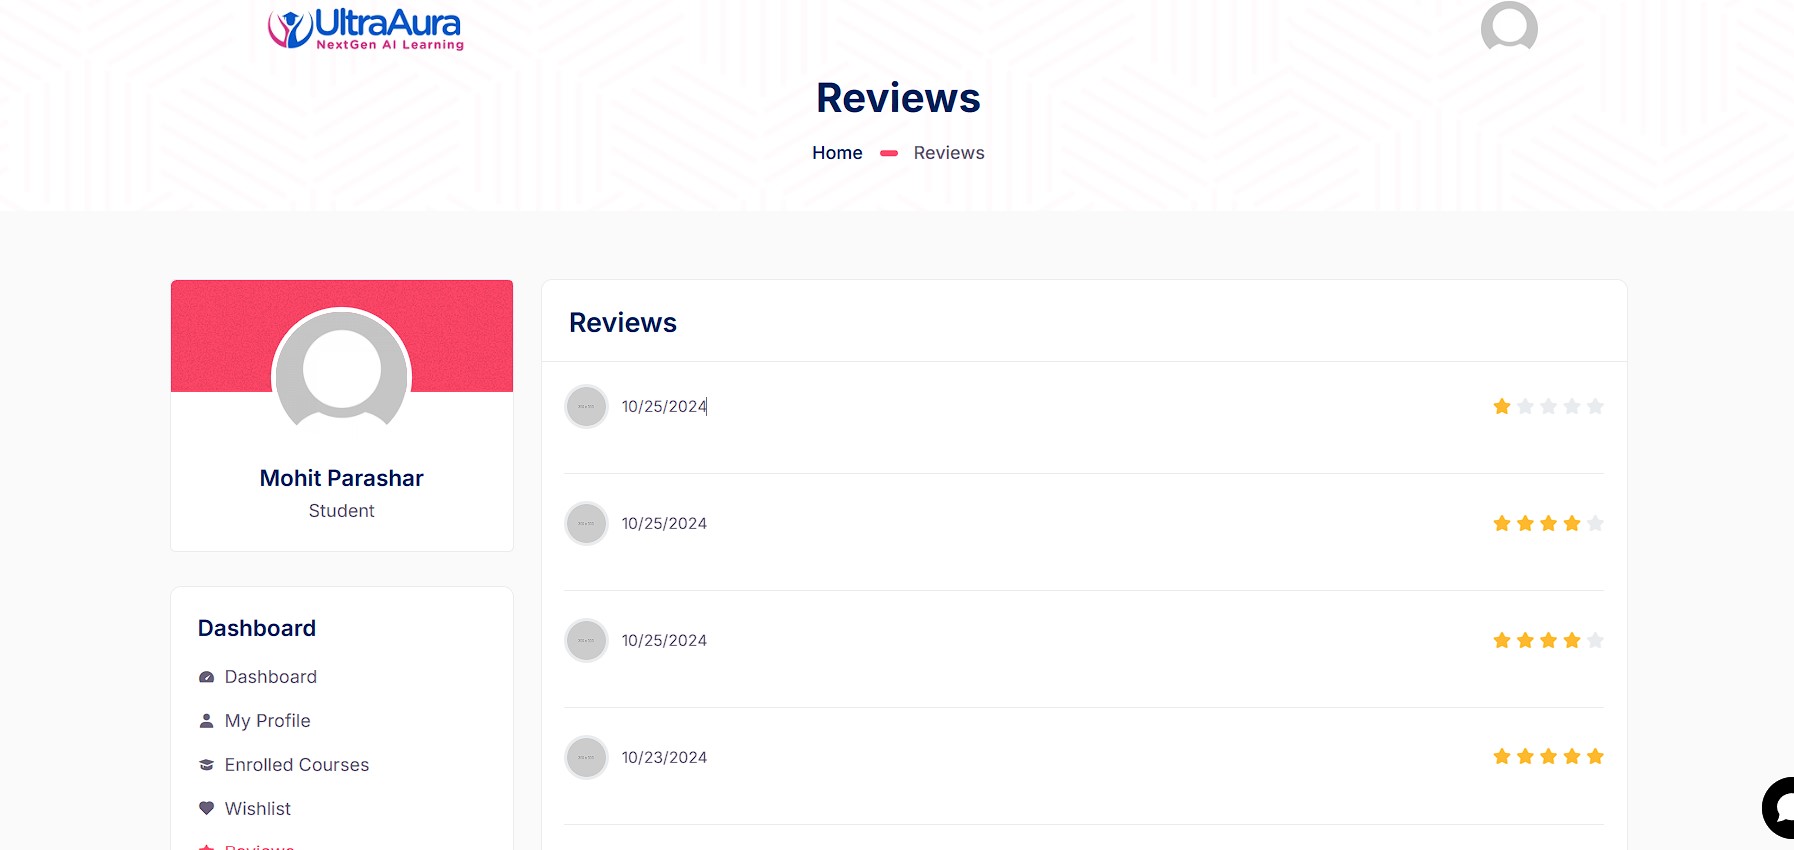 UltraAura
NextGen AI Learning
Reviews
Home Reviews
Mohit Parashar
Student
Dashboard
Dashboard
My Profile
Enrolled Courses
Wishlist
Reviews
Reviews
10/25/2024
10/25/2024
10/25/2024
10/23/2024